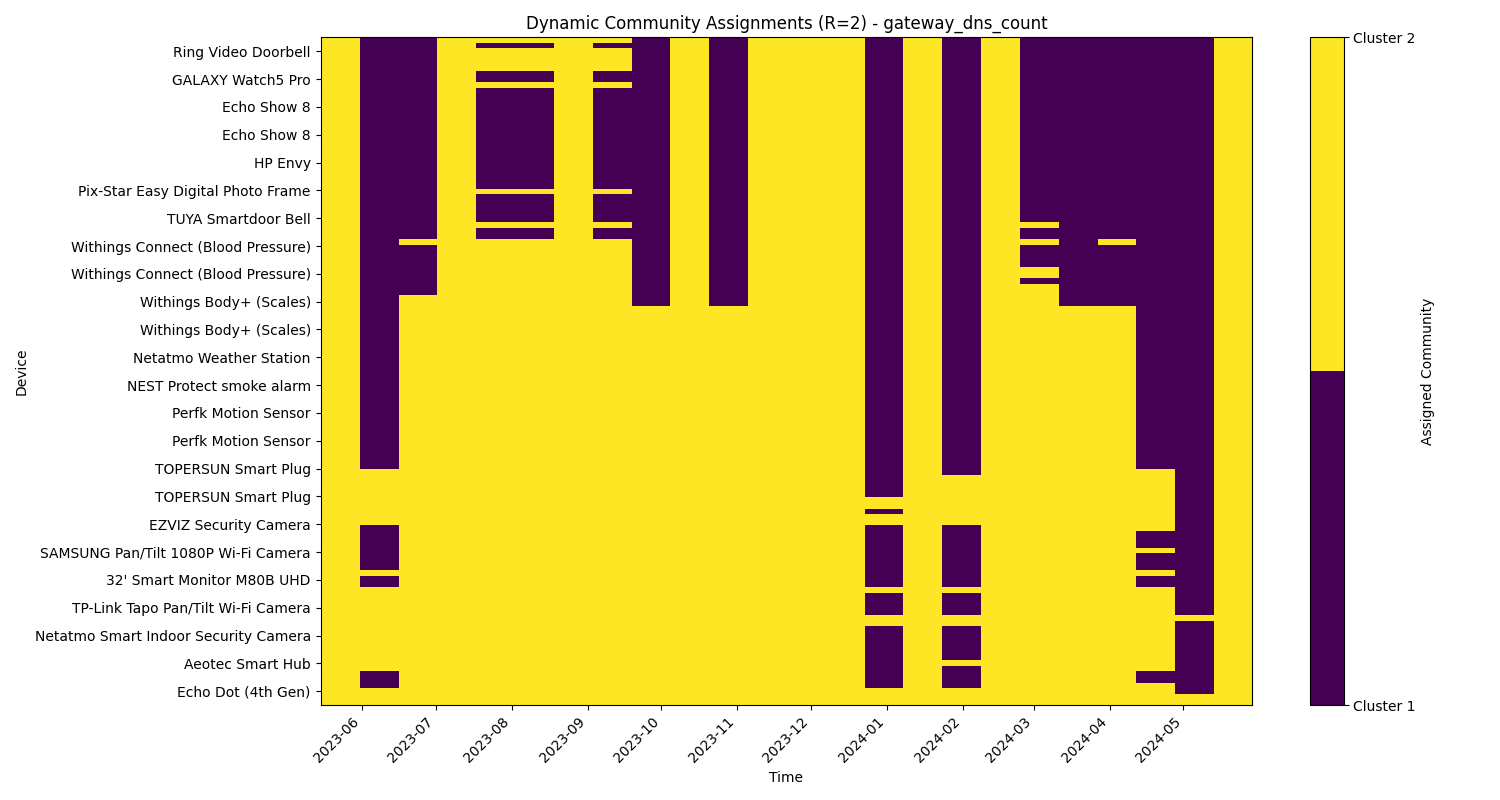 Dynamic Community Assignments (R=2) - gateway_dns_count
Device
Ring Video Doorbell
GALAXY Watch5 Pro
Echo Show 8
Echo Show 8
HP Envy
Pix-Star Easy Digital Photo Frame
TUYA Smartdoor Bell
Withings Connect (Blood Pressure)
Withings Connect (Blood Pressure)
Withings Body+ (Scales)
Withings Body+ (Scales)
Netatmo Weather Station
NEST Protect smoke alarm
Perfk Motion Sensor
Perfk Motion Sensor
TOPERSUN Smart Plug
TOPERSUN Smart Plug
EZVIZ Security Camera
SAMSUNG Pan/Tilt 1080P Wi-Fi Camera
32' Smart Monitor M80B UHD
TP-Link Tapo Pan/Tilt Wi-Fi Camera
Netatmo Smart Indoor Security Camera
Aeotec Smart Hub
Echo Dot (4th Gen)
2023-06
2023-07
2023-08
2023-09
2023-10
2023-11
2023-12
2024-01
2024-02
2024-03
2024-04
2024-05
Time
Cluster 2
Cluster 1
Assigned Community